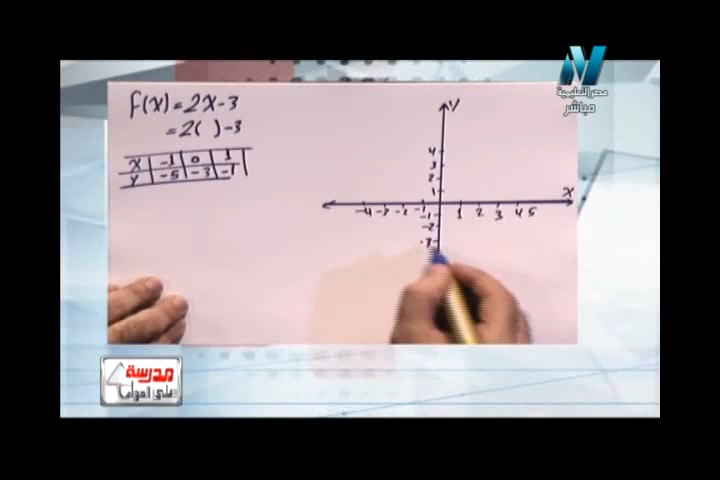 مصر التعليمية
مباشر
F(x) = 2x - 3
= 2( ) - 3
x | -1 | 0 | 1
y | -5 | -3 | -1
y
4
3
2
1
x
-4 -3 -2 -1 1 2 3 4 5
-1
-2
-3
مدرسة
على الهواء